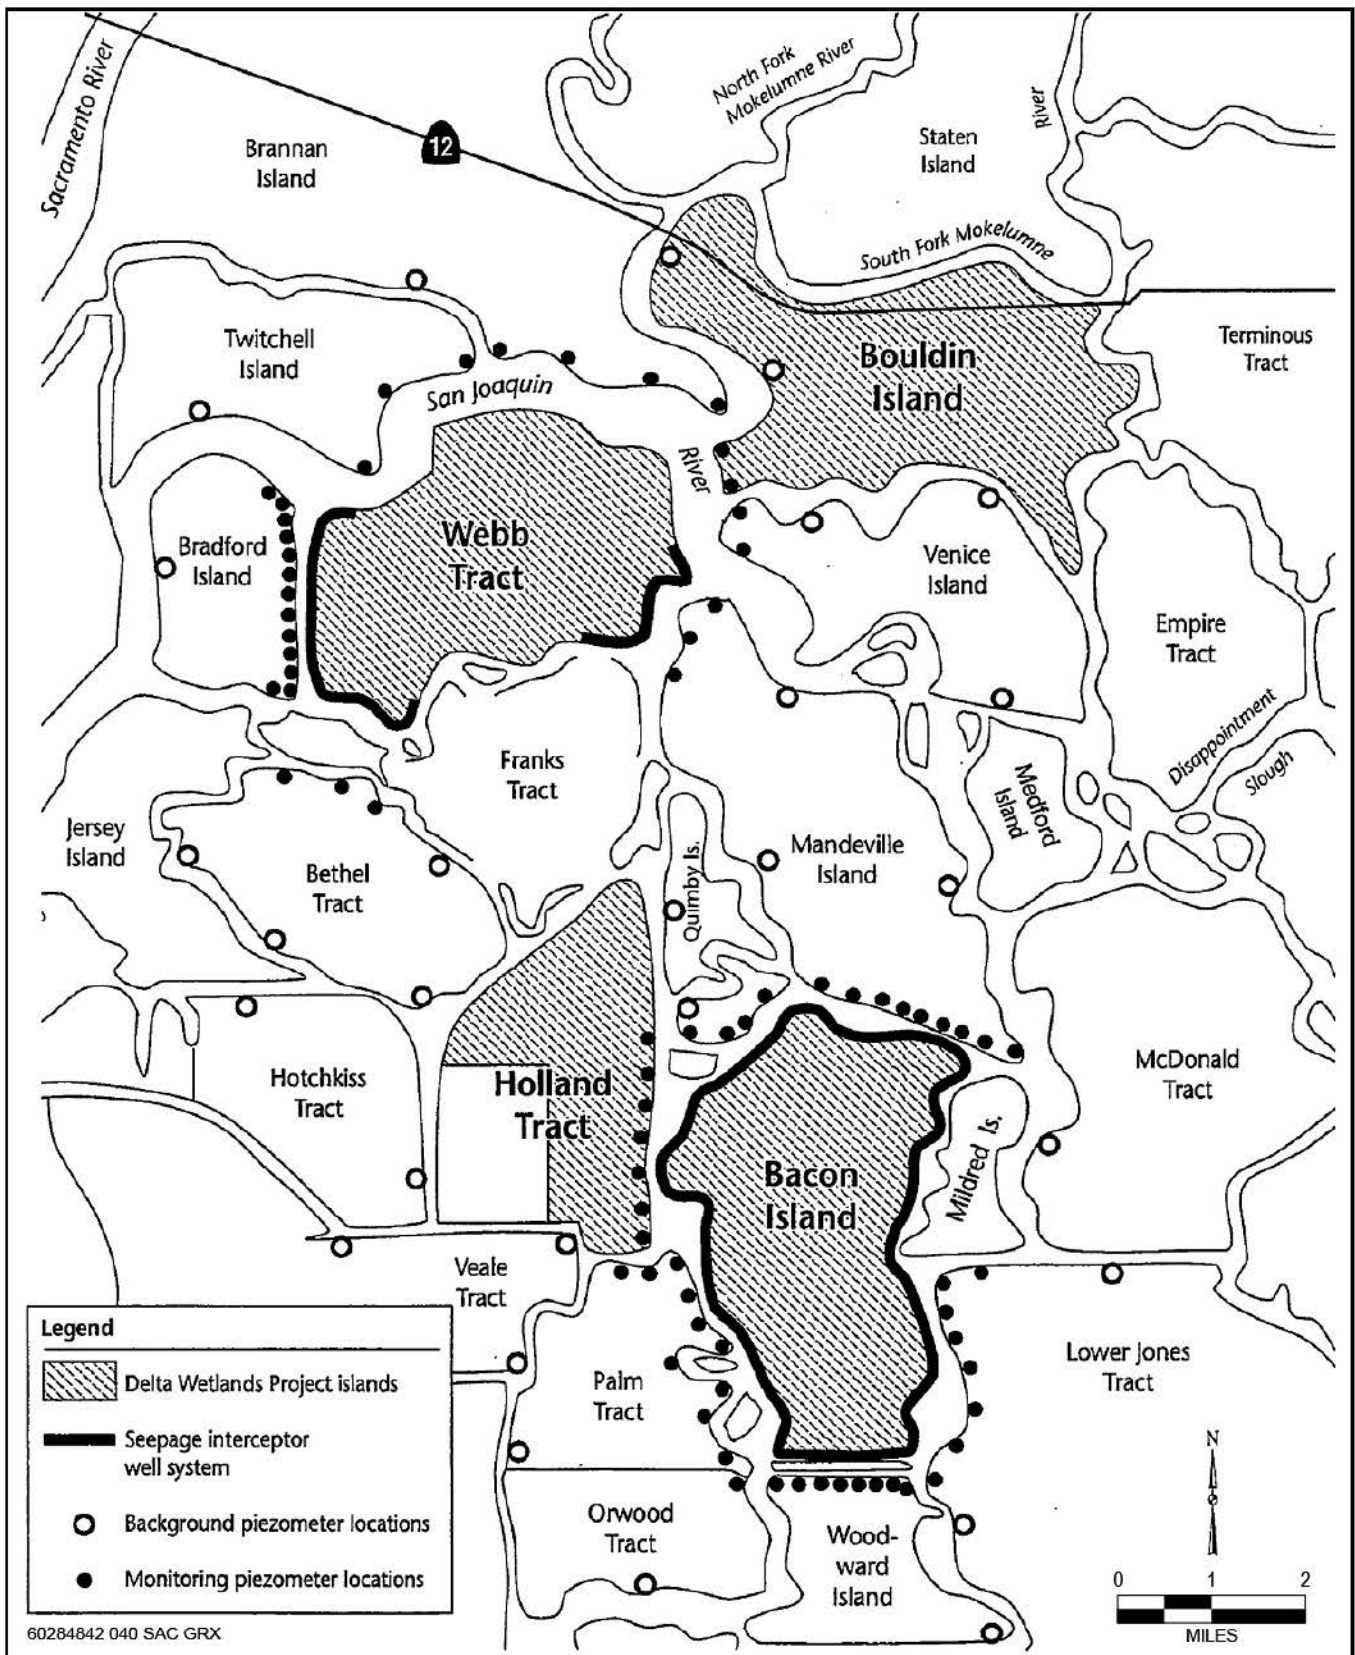 Sacramento River
12
Brannan
Island
North Fork
Mokelumne River
Staten
Island
River
South Fork Mokelumne
Twitchell
Island
San Joaquin
River
Bouldin
Island
Terminous
Tract
Bradford
Island
Webb
Tract
Venice
Island
Empire
Tract
Disappointment
Slough
Franks
Tract
Medford
Island
Jersey
Island
Bethel
Tract
Quimby Is.
Mandeville
Island
Hotchkiss
Tract
Holland
Tract
McDonald
Tract
Mildred Is.
Bacon
Island
Veale
Tract
Palm
Tract
Lower Jones
Tract
Orwood
Tract
Wood-
ward
Island
Legend
Delta Wetlands Project islands
Seepage interceptor
well system
Background piezometer locations
Monitoring piezometer locations
N
0 1 2
MILES
60284842 040 SAC GRX